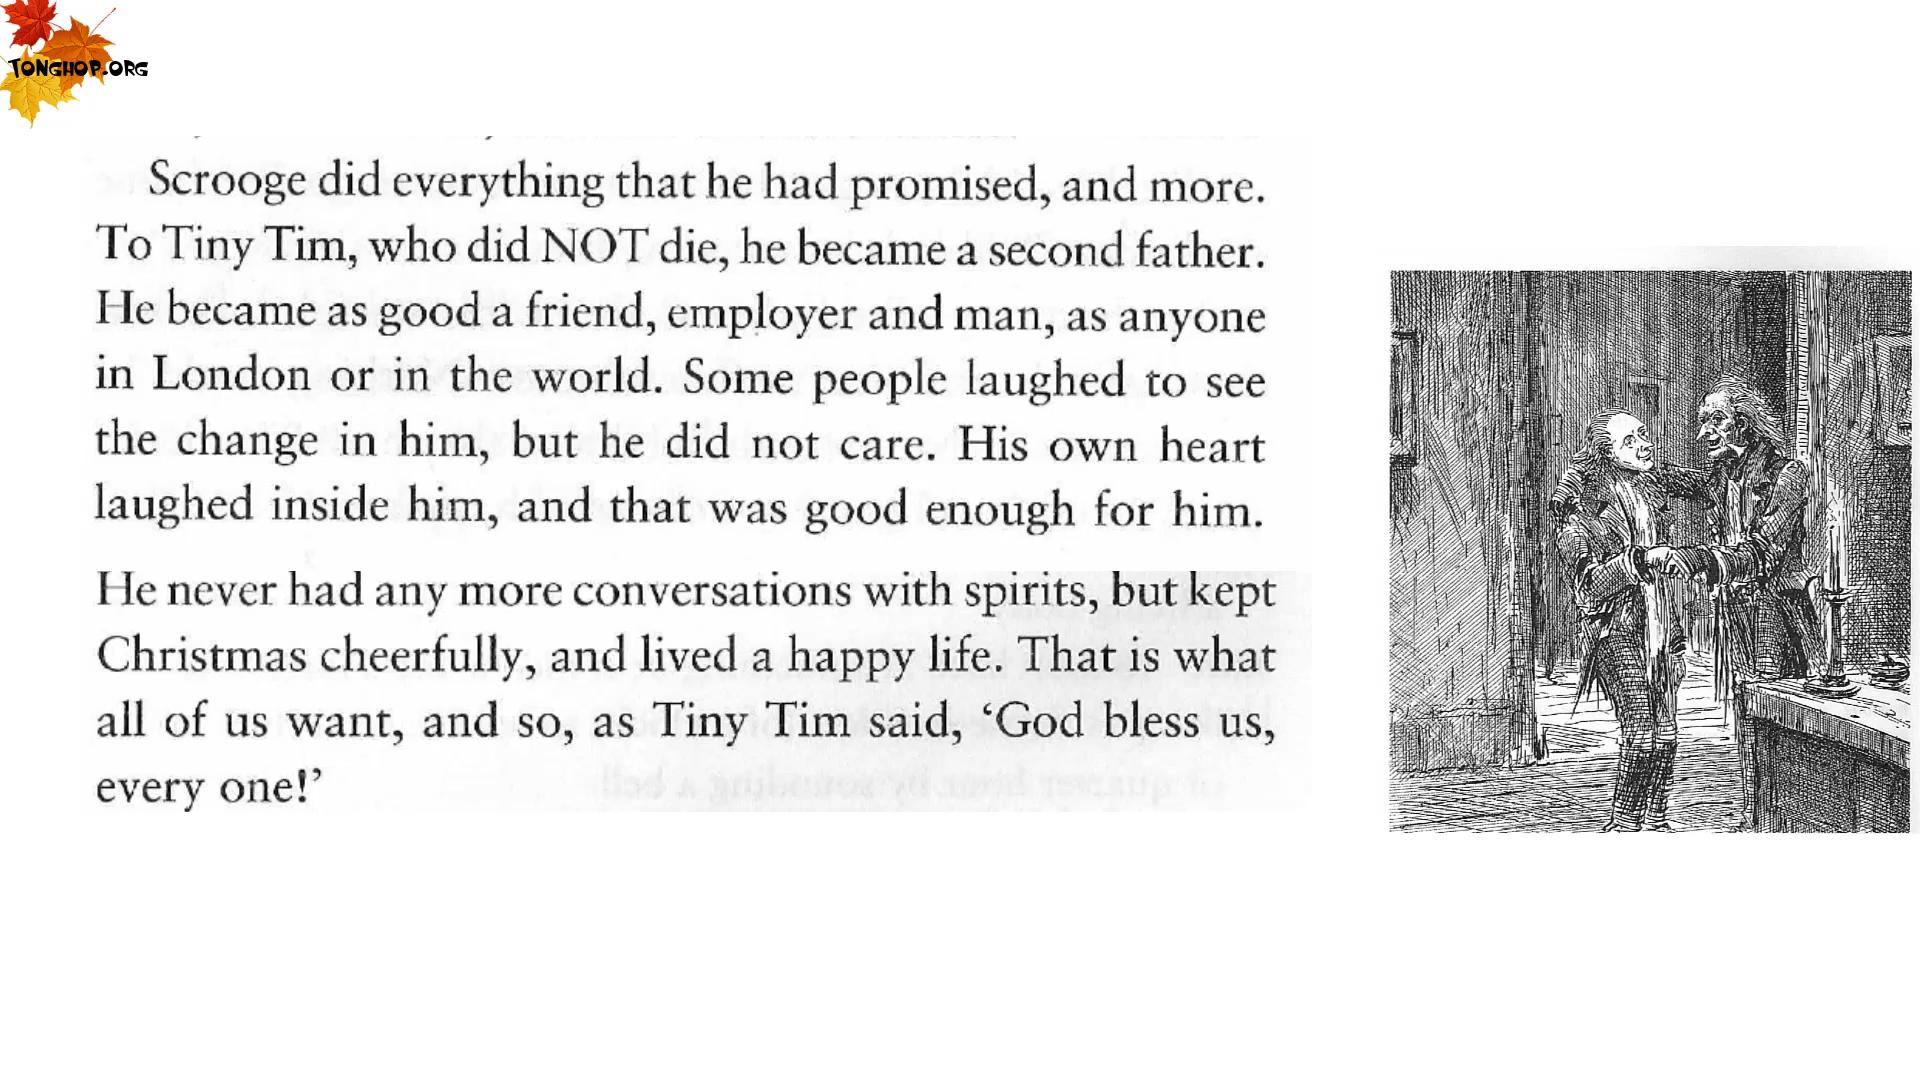 TONGHOP.ORG
Scrooge did everything that he had promised, and more.
To Tiny Tim, who did NOT die, he became a second father.
He became as good a friend, employer and man, as anyone
in London or in the world. Some people laughed to see
the change in him, but he did not care. His own heart
laughed inside him, and that was good enough for him.
He never had any more conversations with spirits, but kept
Christmas cheerfully, and lived a happy life. That is what
all of us want, and so, as Tiny Tim said, ‘God bless us,
every one!’